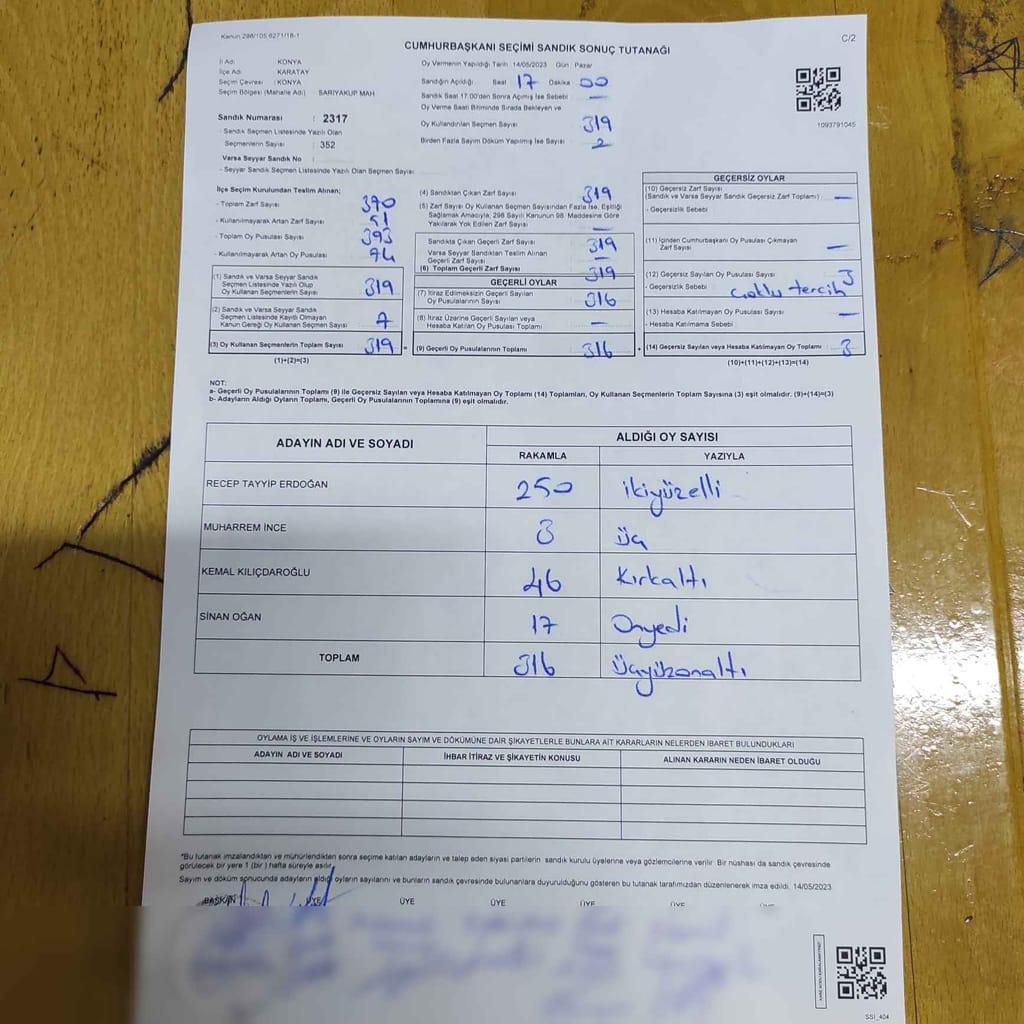 Kanun 298/105 6271/18-1
C/2
CUMHURBAŞKANI SEÇİMİ SANDIK SONUÇ TUTANAĞI
İl Adı : KONYA
İlçe Adı : KARATAY
Seçim Çevresi : KONYA
Seçim Bölgesi (Mahalle Adı) : SARIYAKUP MAH
Sandık Numarası : 2317
- Sandık Seçmen Listesinde Yazılı Olan
Seçmenlerin Sayısı : 352
Varsa Seyyar Sandık No :
- Seyyar Sandık Seçmen Listesinde Yazılı Olan Seçmen Sayısı
Oy Vermenin Yapıldığı Tarih : 14/05/2023 Gün : Pazar
Sandığın Açıldığı Saat 17 Dakika 00
Sandık Saat 17.00'den Sonra Açılmış İse Sebebi —
Oy Verme Saati Bitiminde Sırada Bekleyen ve
Oy Kullandırılan Seçmen Sayısı 319
Birden Fazla Sayım Döküm Yapılmış İse Sayısı 2
1093791045
İlçe Seçim Kurulundan Teslim Alınan;
- Toplam Zarf Sayısı 370
- Kullanılmayarak Artan Zarf Sayısı 51
- Toplam Oy Pusulası Sayısı 393
- Kullanılmayarak Artan Oy Pusulası 74
(1) Sandık ve Varsa Seyyar Sandık
Seçmen Listesinde Yazılı Olup
Oy Kullanan Seçmenlerin Sayısı 319
(2) Sandık ve Varsa Seyyar Sandık
Seçmen Listesinde Kayıtlı Olmayan
Kanun Gereği Oy Kullanan Seçmen Sayısı
(3) Oy Kullanan Seçmenlerin Toplam Sayısı 319 =
(1)+(2)=(3)
(4) Sandıktan Çıkan Zarf Sayısı 319
(5) Zarf Sayısı Oy Kullanan Seçmen Sayısından Fazla İse, Eşitliği
Sağlamak Amacıyla, 298 Sayılı Kanunun 98. Maddesine Göre
Yakılarak Yok Edilen Zarf Sayısı —
Sandıkta Çıkan Geçerli Zarf Sayısı 319
Varsa Seyyar Sandıktan Teslim Alınan
Geçerli Zarf Sayısı —
(6) Toplam Geçerli Zarf Sayısı 319
GEÇERLİ OYLAR
(7) İtiraz Edilmeksizin Geçerli Sayılan
Oy Pusulalarının Sayısı 316
(8) İtiraz Üzerine Geçerli Sayılan veya
Hesaba Katılan Oy Pusulası Toplamı —
(9) Geçerli Oy Pusulalarının Toplamı 316 +
GEÇERSİZ OYLAR
(10) Geçersiz Zarf Sayısı
(Sandık ve Varsa Seyyar Sandık Geçersiz Zarf Toplamı) —
- Geçersizlik Sebebi
(11) İçinden Cumhurbaşkanı Oy Pusulası Çıkmayan
Zarf Sayısı —
(12) Geçersiz Sayılan Oy Pusulası Sayısı 3
- Geçersizlik Sebebi çoklu tercih
(13) Hesaba Katılmayan Oy Pusulası Sayısı —
- Hesaba Katılmama Sebebi
(14) Geçersiz Sayılan veya Hesaba Katılmayan Oy Toplamı 3
(10)+(11)+(12)+(13)=(14)
NOT:
a- Geçerli Oy Pusulalarının Toplamı (9) ile Geçersiz Sayılan veya Hesaba Katılmayan Oy Toplamı (14) Toplamları, Oy Kullanan Seçmenlerin Toplam Sayısına (3) eşit olmalıdır. (9)+(14)=(3)
b- Adayların Aldığı Oyların Toplamı, Geçerli Oy Pusulalarının Toplamına (9) eşit olmalıdır.
ADAYIN ADI VE SOYADI
ALDIĞI OY SAYISI
RAKAMLA YAZIYLA
RECEP TAYYİP ERDOĞAN 250 ikiyüzelli
MUHARREM İNCE 3 üç
KEMAL KILIÇDAROĞLU 46 Kırkaltı
SİNAN OĞAN 17 Onyedi
TOPLAM 316 Üçyüzonaltı
OYLAMA İŞ VE İŞLEMLERİNE VE OYLARIN SAYIM VE DÖKÜMÜNE DAİR ŞİKAYETLERLE BUNLARA AİT KARARLARIN NELERDEN İBARET BULUNDUKLARI
ADAYIN ADI VE SOYADI İHBAR İTİRAZ VE ŞİKAYETİN KONUSU ALINAN KARARIN NEDEN İBARET OLDUĞU
*Bu tutanak imzalandıktan ve mühürlendikten sonra seçime katılan adayların ve talep eden siyasi partilerin sandık kurulu üyelerine veya gözlemcilerine verilir. Bir nüshası da sandık çevresinde
görülecek bir yere 1 (bir) hafta süreyle asılır.
Sayım ve döküm sonucunda adayların aldığı oyların sayılarını ve bunların sandık çevresinde bulunanlara duyurulduğunu gösteren bu tutanak tarafımızdan düzenlenerek imza edildi. 14/05/2023
BAŞKAN ÜYE ÜYE ÜYE ÜYE ÜYE ÜYE
SSI_404